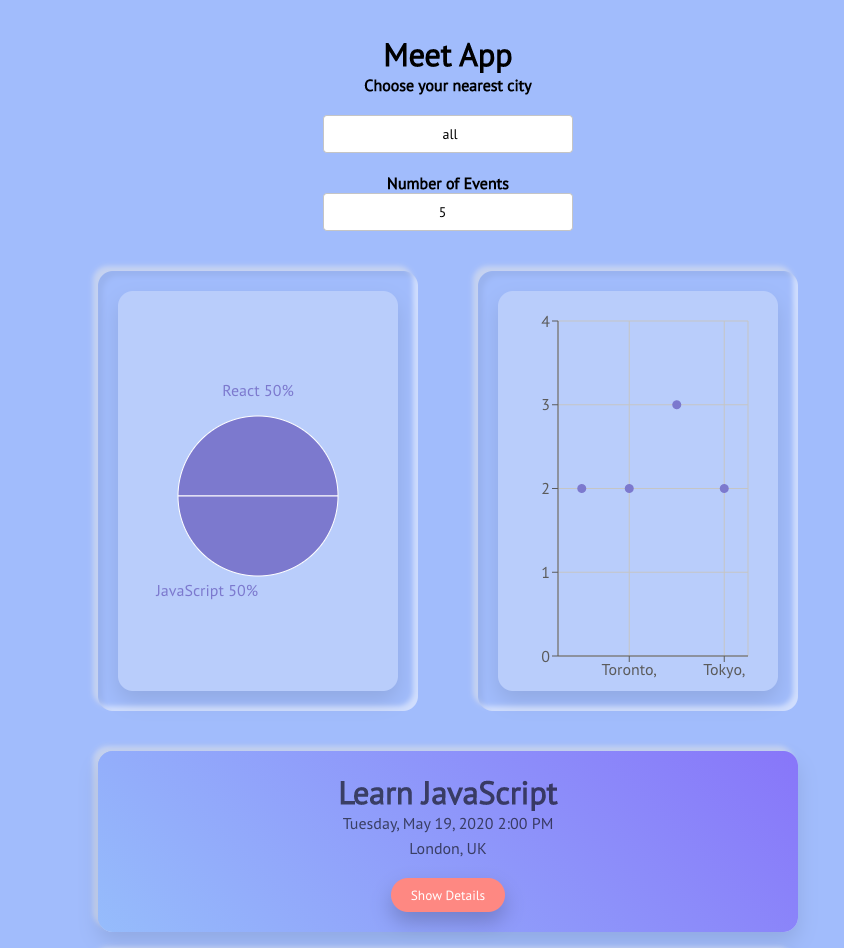 Meet App
Choose your nearest city
all
Number of Events
5
React 50%
JavaScript 50%
4
3
2
1
0
Toronto, Tokyo,
Learn JavaScript
Tuesday, May 19, 2020 2:00 PM
London, UK
Show Details